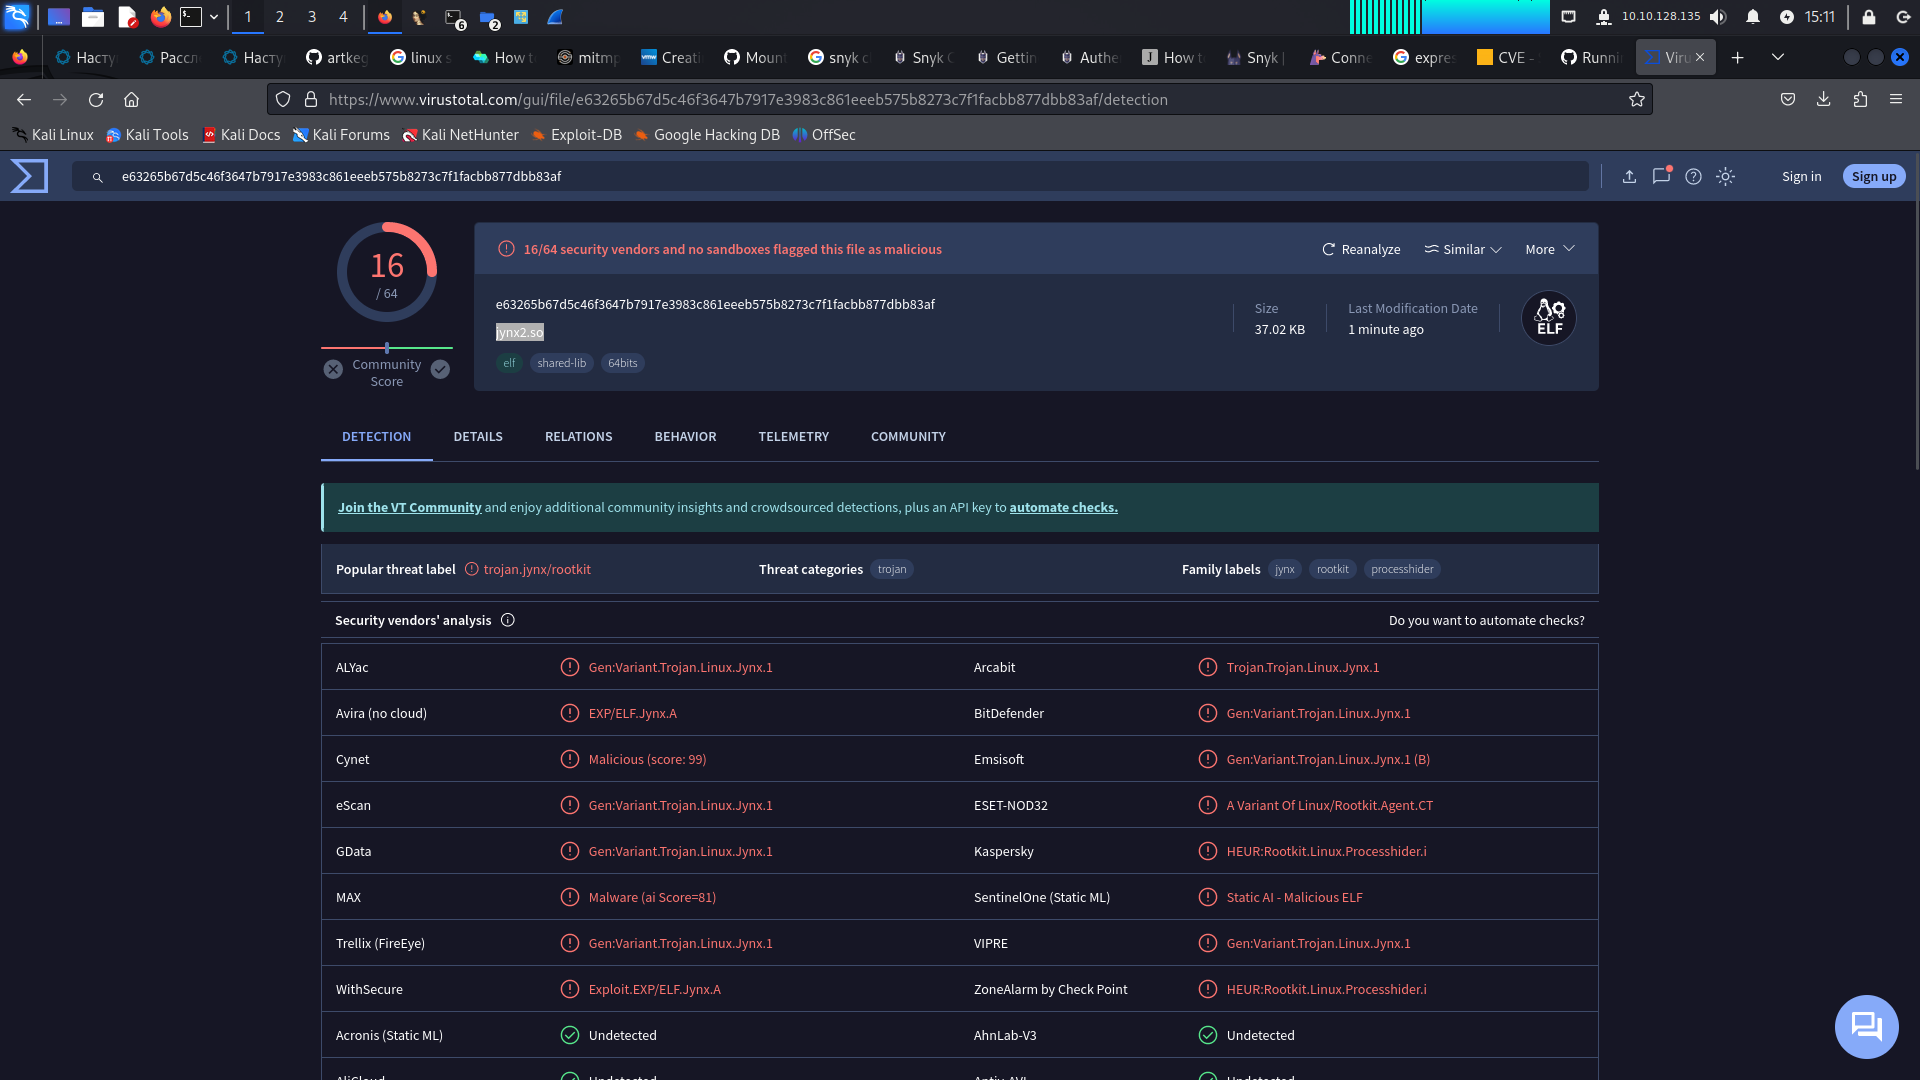 1 2 3 4 6 2 10.10.128.135 15:11
Насту Рассл Насту artkeg linux s How t mitmp vmw Creati Mount snyk c Snyk C Gettin Authe How t Snyk | Conne expres CVE - Runni Viru
https://www.virustotal.com/gui/file/e63265b67d5c46f3647b7917e3983c861eeeb575b8273c7f1facbb877dbb83af/detection
Kali Linux Kali Tools Kali Docs Kali Forums Kali NetHunter Exploit-DB Google Hacking DB OffSec
e63265b67d5c46f3647b7917e3983c861eeeb575b8273c7f1facbb877dbb83af Sign in Sign up
16/64 security vendors and no sandboxes flagged this file as malicious Reanalyze Similar More
16
/ 64
e63265b67d5c46f3647b7917e3983c861eeeb575b8273c7f1facbb877dbb83af Size Last Modification Date
jynx2.so 37.02 KB 1 minute ago ELF
elf shared-lib 64bits
Community
Score
DETECTION DETAILS RELATIONS BEHAVIOR TELEMETRY COMMUNITY
Join the VT Community and enjoy additional community insights and crowdsourced detections, plus an API key to automate checks.
Popular threat label trojan.jynx/rootkit Threat categories trojan Family labels jynx rootkit processhider
Security vendors' analysis Do you want to automate checks?
ALYac Gen:Variant.Trojan.Linux.Jynx.1 Arcabit Trojan.Trojan.Linux.Jynx.1
Avira (no cloud) EXP/ELF.Jynx.A BitDefender Gen:Variant.Trojan.Linux.Jynx.1
Cynet Malicious (score: 99) Emsisoft Gen:Variant.Trojan.Linux.Jynx.1 (B)
eScan Gen:Variant.Trojan.Linux.Jynx.1 ESET-NOD32 A Variant Of Linux/Rootkit.Agent.CT
GData Gen:Variant.Trojan.Linux.Jynx.1 Kaspersky HEUR:Rootkit.Linux.Processhider.i
MAX Malware (ai Score=81) SentinelOne (Static ML) Static AI - Malicious ELF
Trellix (FireEye) Gen:Variant.Trojan.Linux.Jynx.1 VIPRE Gen:Variant.Trojan.Linux.Jynx.1
WithSecure Exploit.EXP/ELF.Jynx.A ZoneAlarm by Check Point HEUR:Rootkit.Linux.Processhider.i
Acronis (Static ML) Undetected AhnLab-V3 Undetected